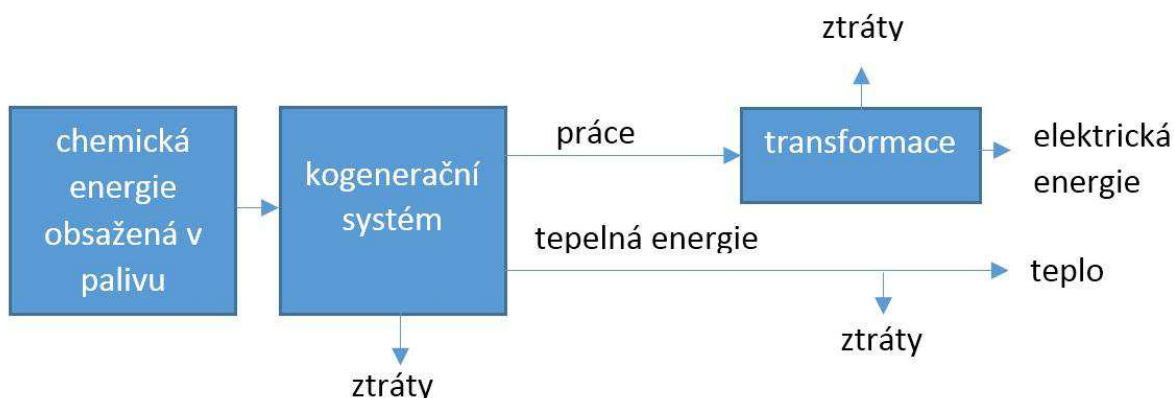 ztráty
chemická
energie
obsažená v
palivu
kogenerační
systém
práce
transformace
elektrická
energie
tepelná energie
teplo
ztráty
ztráty